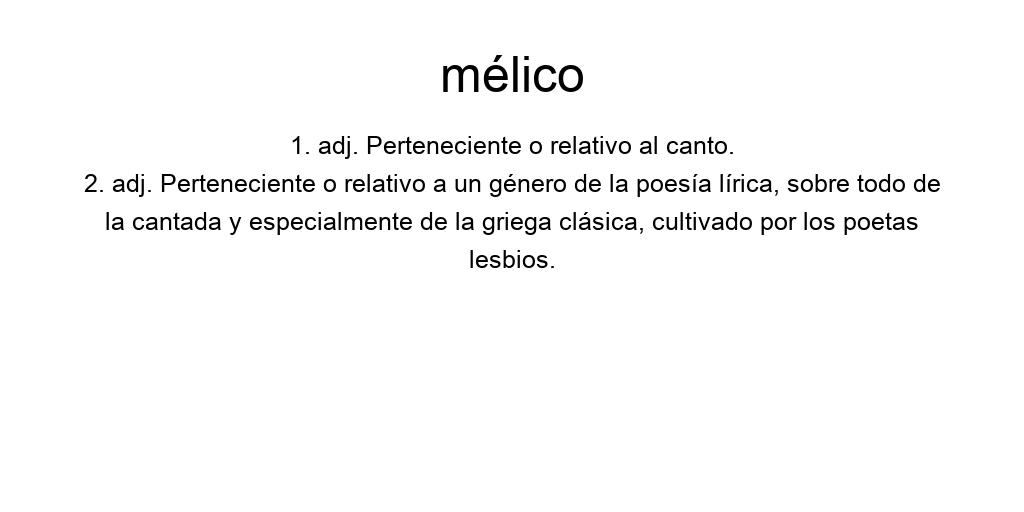 mélico
1. adj. Perteneciente o relativo al canto.
2. adj. Perteneciente o relativo a un género de la poesía lírica, sobre todo de
la cantada y especialmente de la griega clásica, cultivado por los poetas
lesbios.